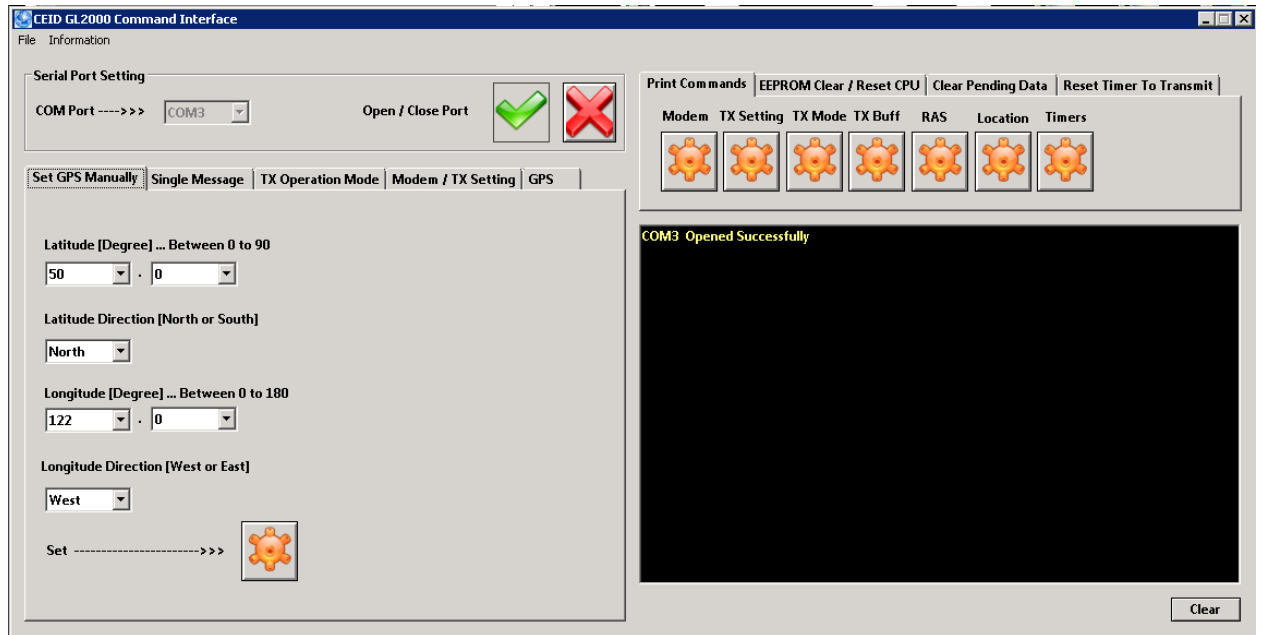 CEID GL2000 Command Interface
File Information
Serial Port Setting
COM Port ---->>> COM3 Open / Close Port
Set GPS Manually Single Message TX Operation Mode Modem / TX Setting GPS
Latitude [Degree] ... Between 0 to 90
50 . 0
Latitude Direction [North or South]
North
Longitude [Degree] ... Between 0 to 180
122 . 0
Longitude Direction [West or East]
West
Set ----------------------->>>
Print Commands EEPROM Clear / Reset CPU Clear Pending Data Reset Timer To Transmit
Modem TX Setting TX Mode TX Buff RAS Location Timers
COM3 Opened Successfully
Clear